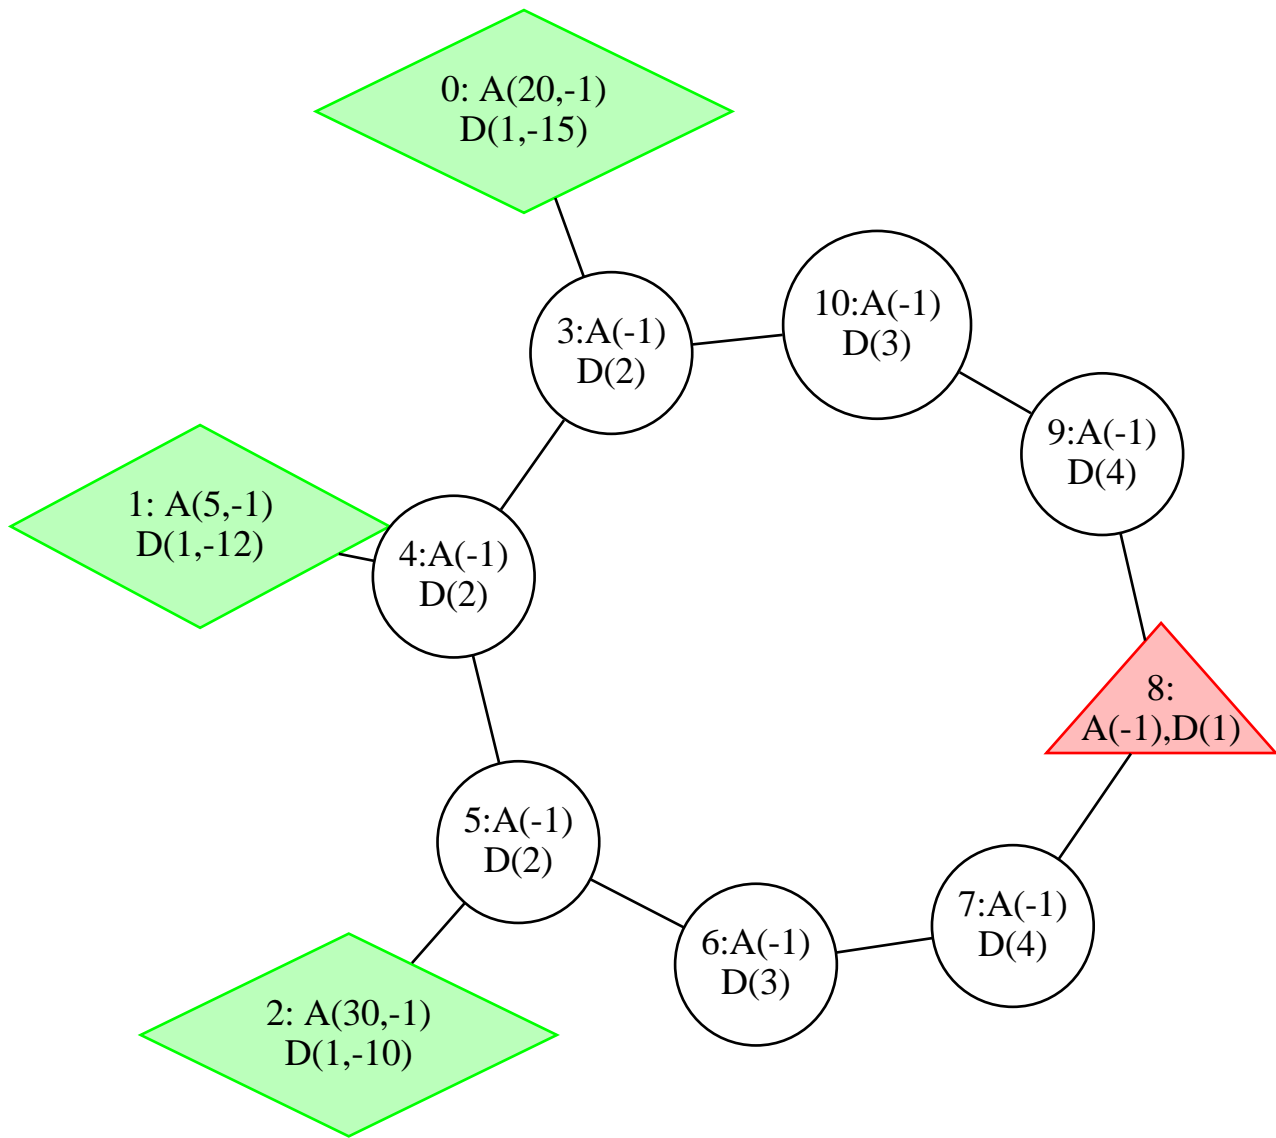 0: A(20,-1)
D(1,-15)
10:A(-1)
D(3)
3:A(-1)
D(2)
9:A(-1)
D(4)
1: A(5,-1)
D(1,-12)
4:A(-1)
D(2)
8:
A(-1),D(1)
5:A(-1)
D(2)
7:A(-1)
D(4)
6:A(-1)
D(3)
2: A(30,-1)
D(1,-10)